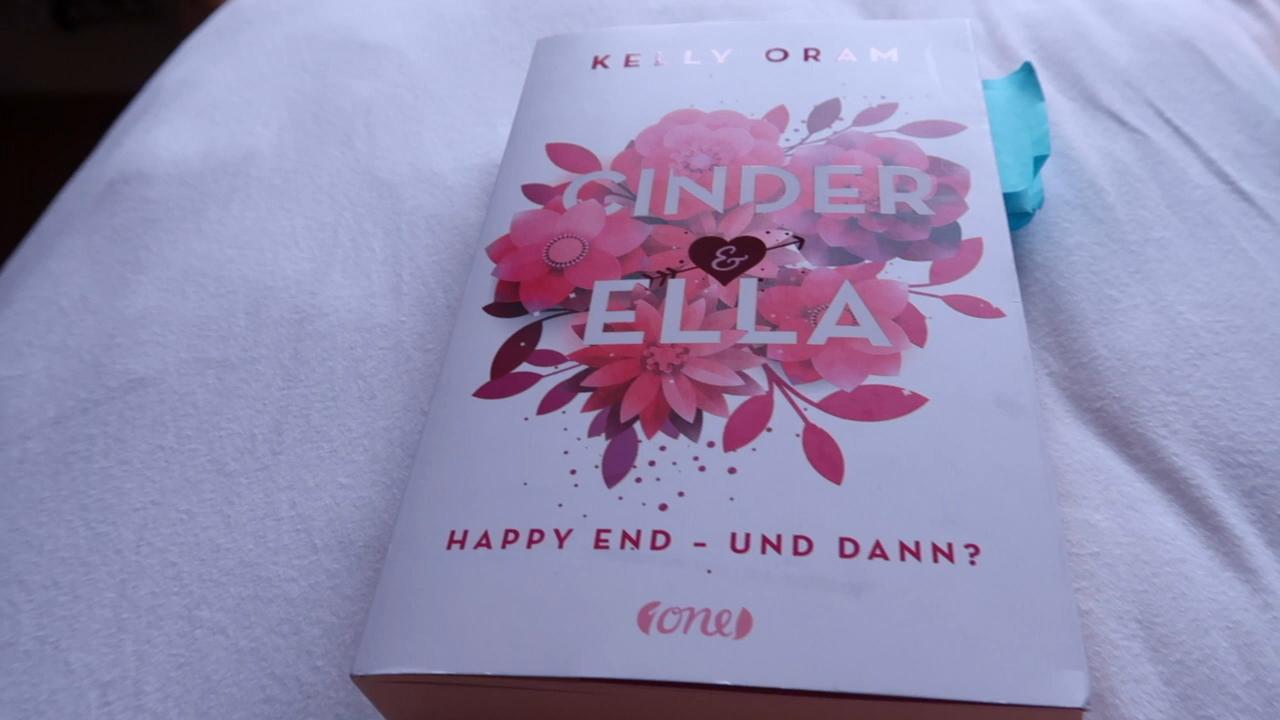 KELLY ORAM
CINDER
&
ELLA
HAPPY END – UND DANN?
one